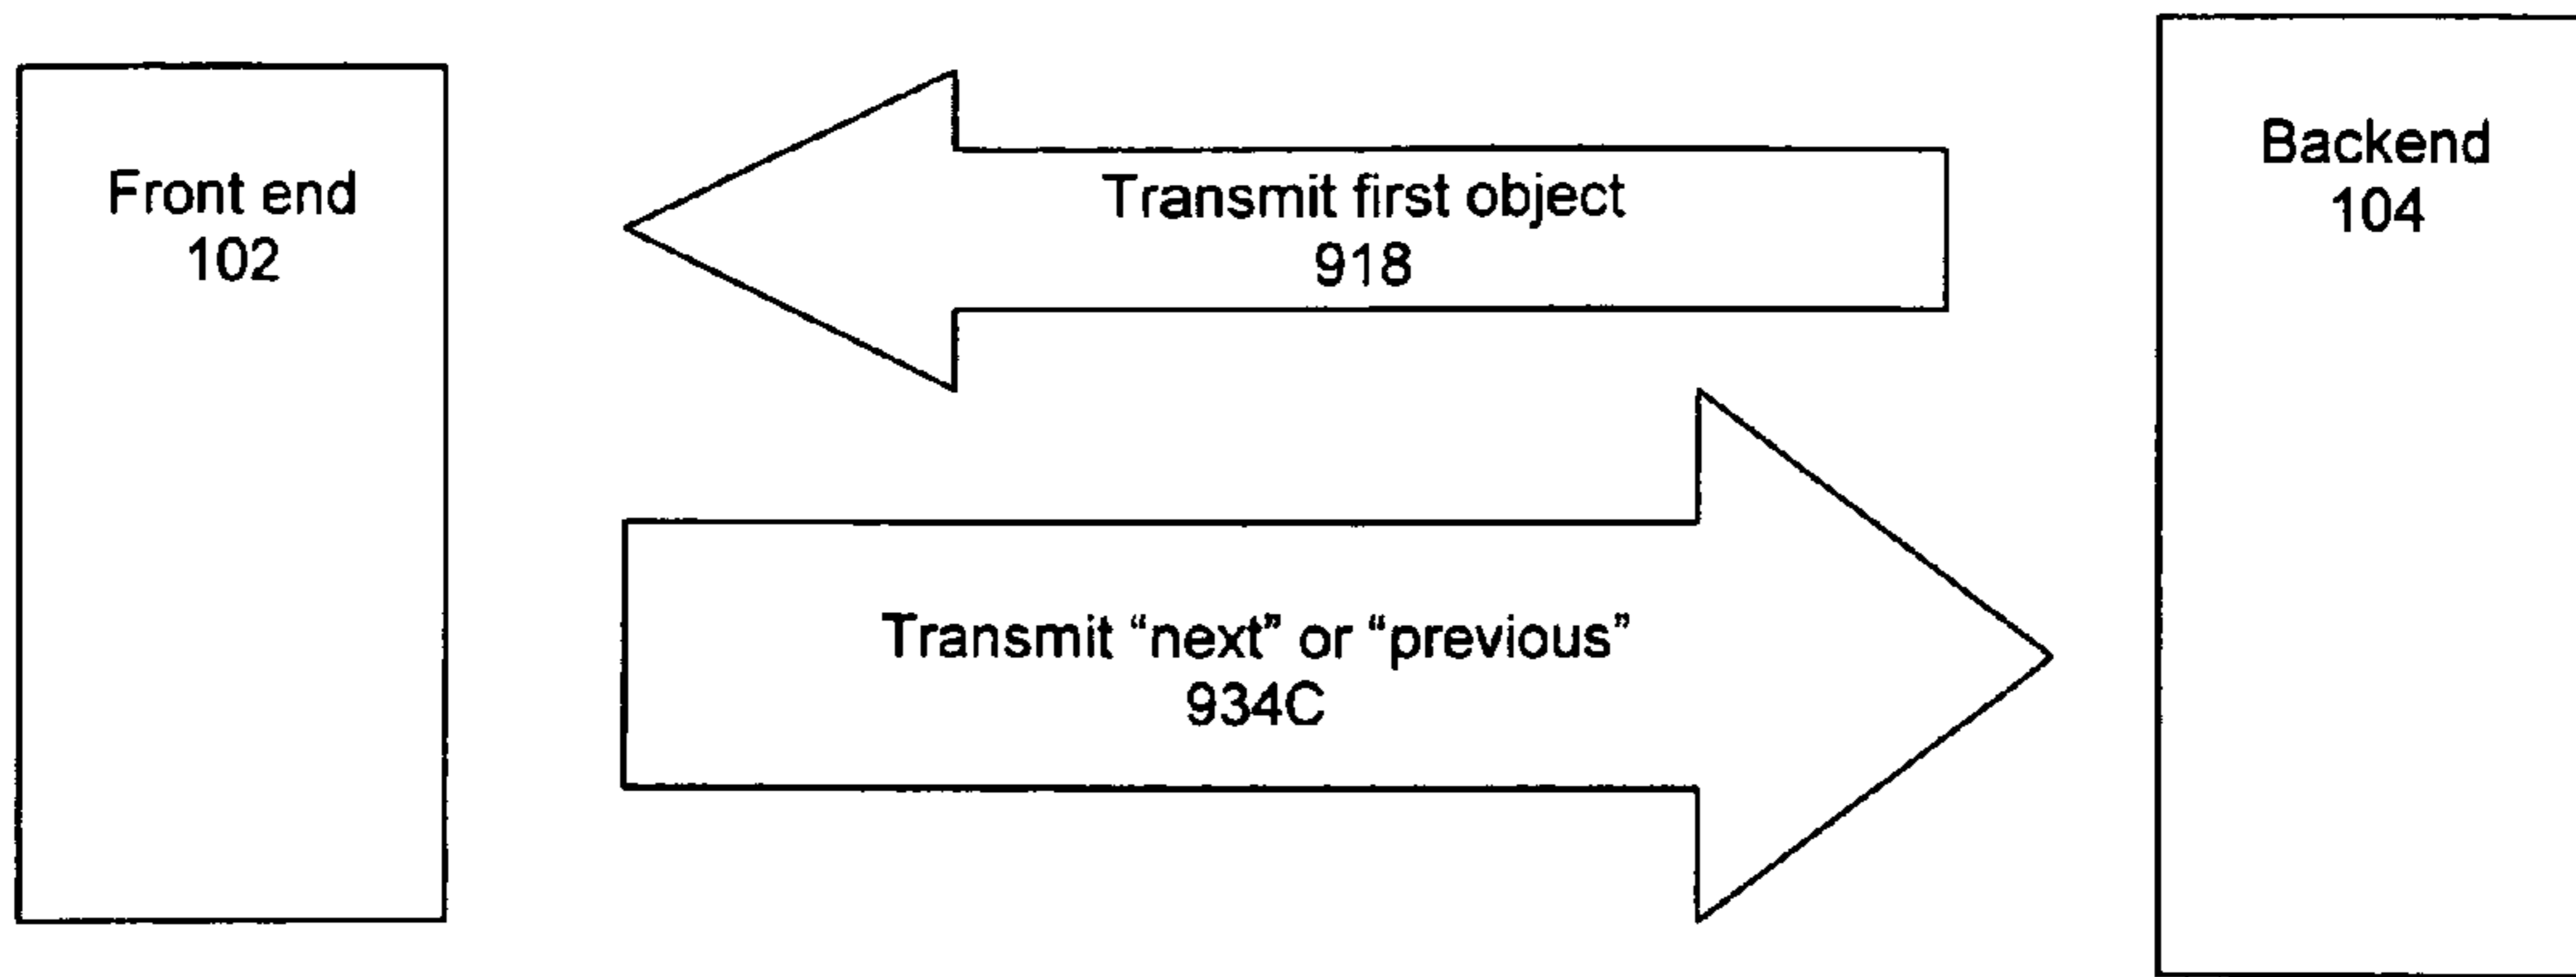 Front end
102
Transmit first object
918
Backend
104
Transmit “next” or “previous”
934C